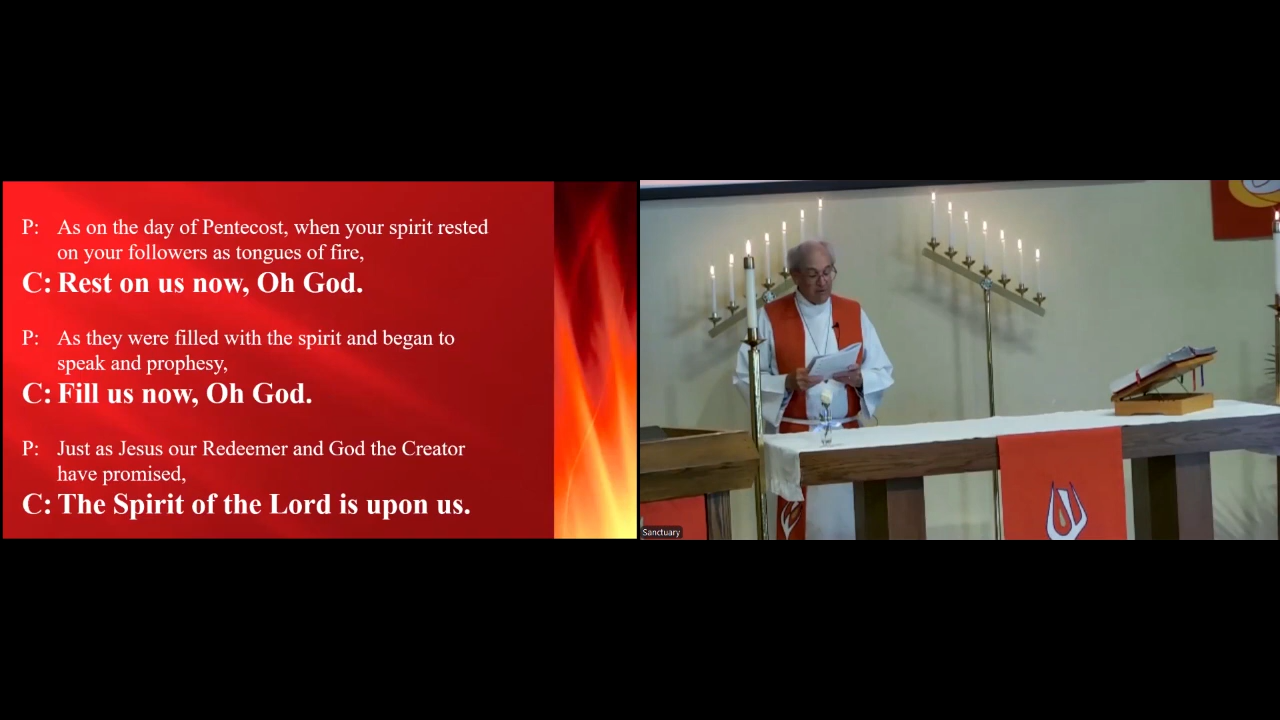 P: As on the day of Pentecost, when your spirit rested
on your followers as tongues of fire,
C: Rest on us now, Oh God.
P: As they were filled with the spirit and began to
speak and prophesy,
C: Fill us now, Oh God.
P: Just as Jesus our Redeemer and God the Creator
have promised,
C: The Spirit of the Lord is upon us.
Sanctuary